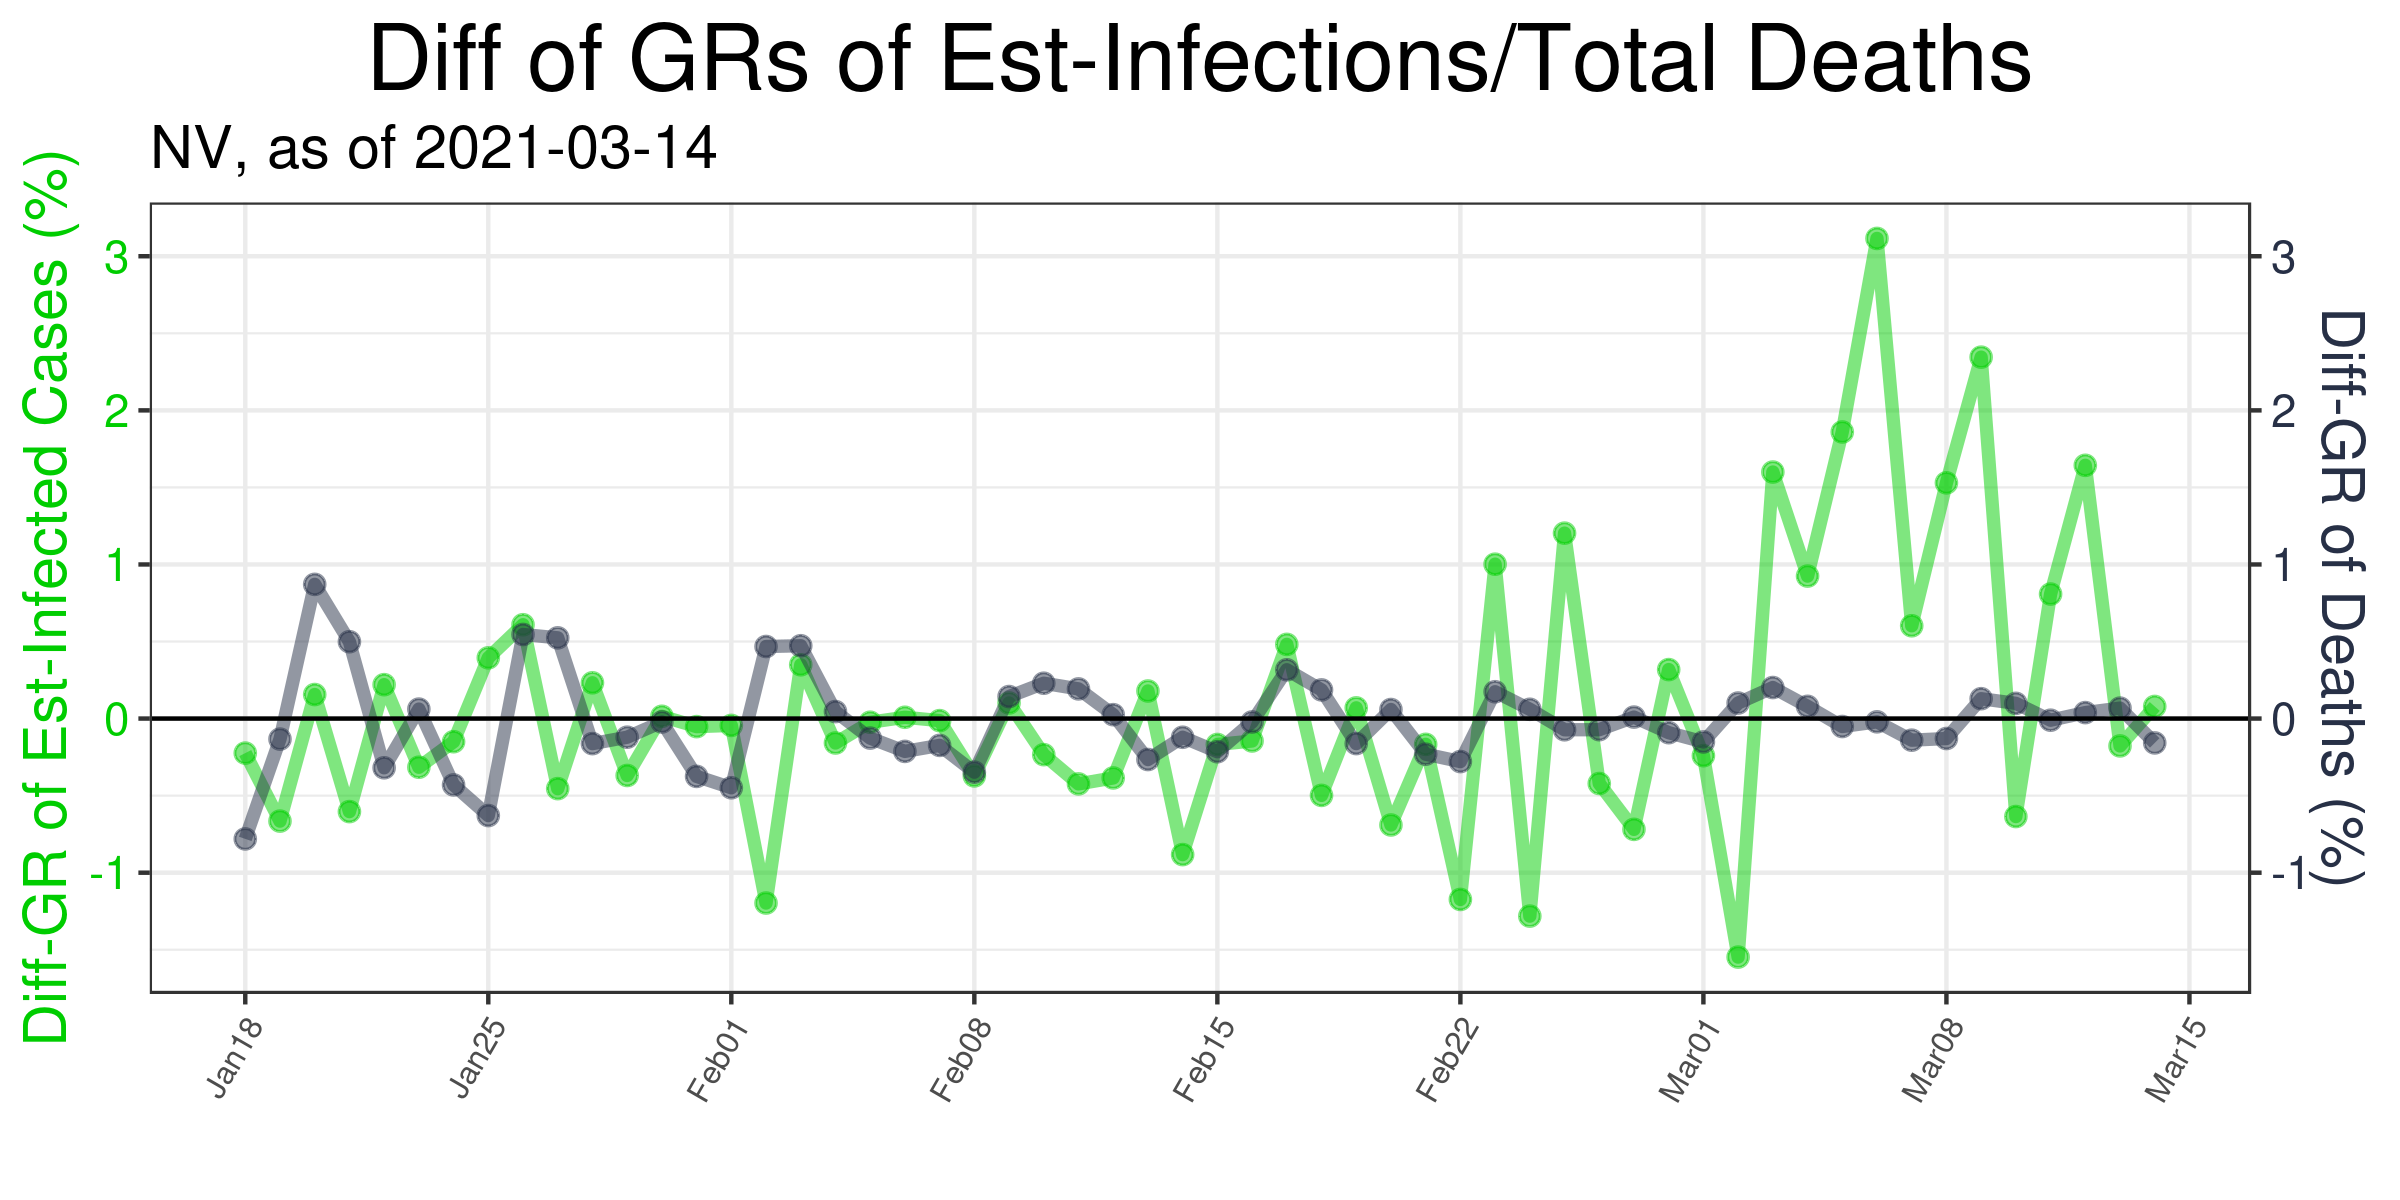 Diff of GRs of Est-Infections/Total Deaths
NV, as of 2021-03-14
Diff-GR of Est-Infected Cases (%)
3
2
1
0
-1
3
2
1
0
-1
Diff-GR of Deaths (%)
Jan18
Jan25
Feb01
Feb08
Feb15
Feb22
Mar01
Mar08
Mar15